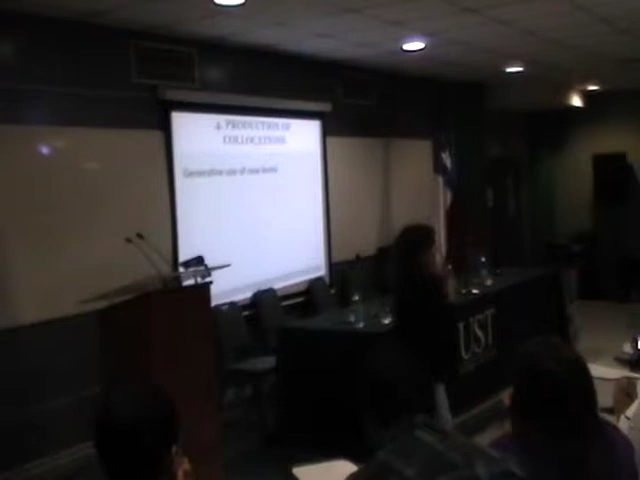 4. PRODUCTION OF
COLLOCATIONS
Generative use of new items
UST